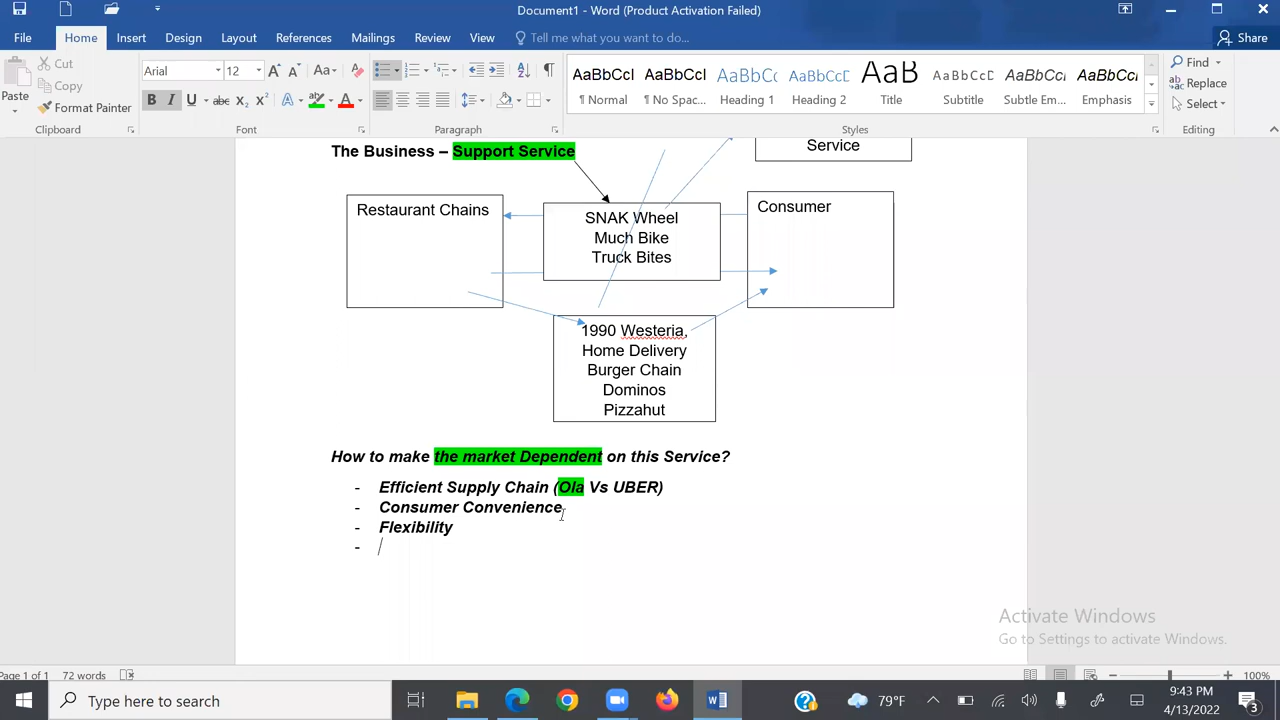 Document1 - Word (Product Activation Failed)
File Home Insert Design Layout References Mailings Review View Tell me what you want to do... Share
Cut
Copy
Format Painter
Paste
Arial 12
Aa
B I U abc X₂ X²
A A
AaBbCcI AaBbCcI AaBbCc AaBbCcD AaB AaBbCcD AaBbCcI AaBbCcI
¶ Normal ¶ No Spac... Heading 1 Heading 2 Title Subtitle Subtle Em... Emphasis
Find
Replace
Select
Clipboard Font Paragraph Styles Editing
The Business – Support Service
Service
Restaurant Chains
SNAK Wheel
Much Bike
Truck Bites
Consumer
1990 Westeria,
Home Delivery
Burger Chain
Dominos
Pizzahut
How to make the market Dependent on this Service?
- Efficient Supply Chain (Ola Vs UBER)
- Consumer Convenience
- Flexibility
-
Activate Windows
Go to Settings to activate Windows.
Page 1 of 1 72 words 100%
Type here to search
79°F
9:43 PM
4/13/2022
3